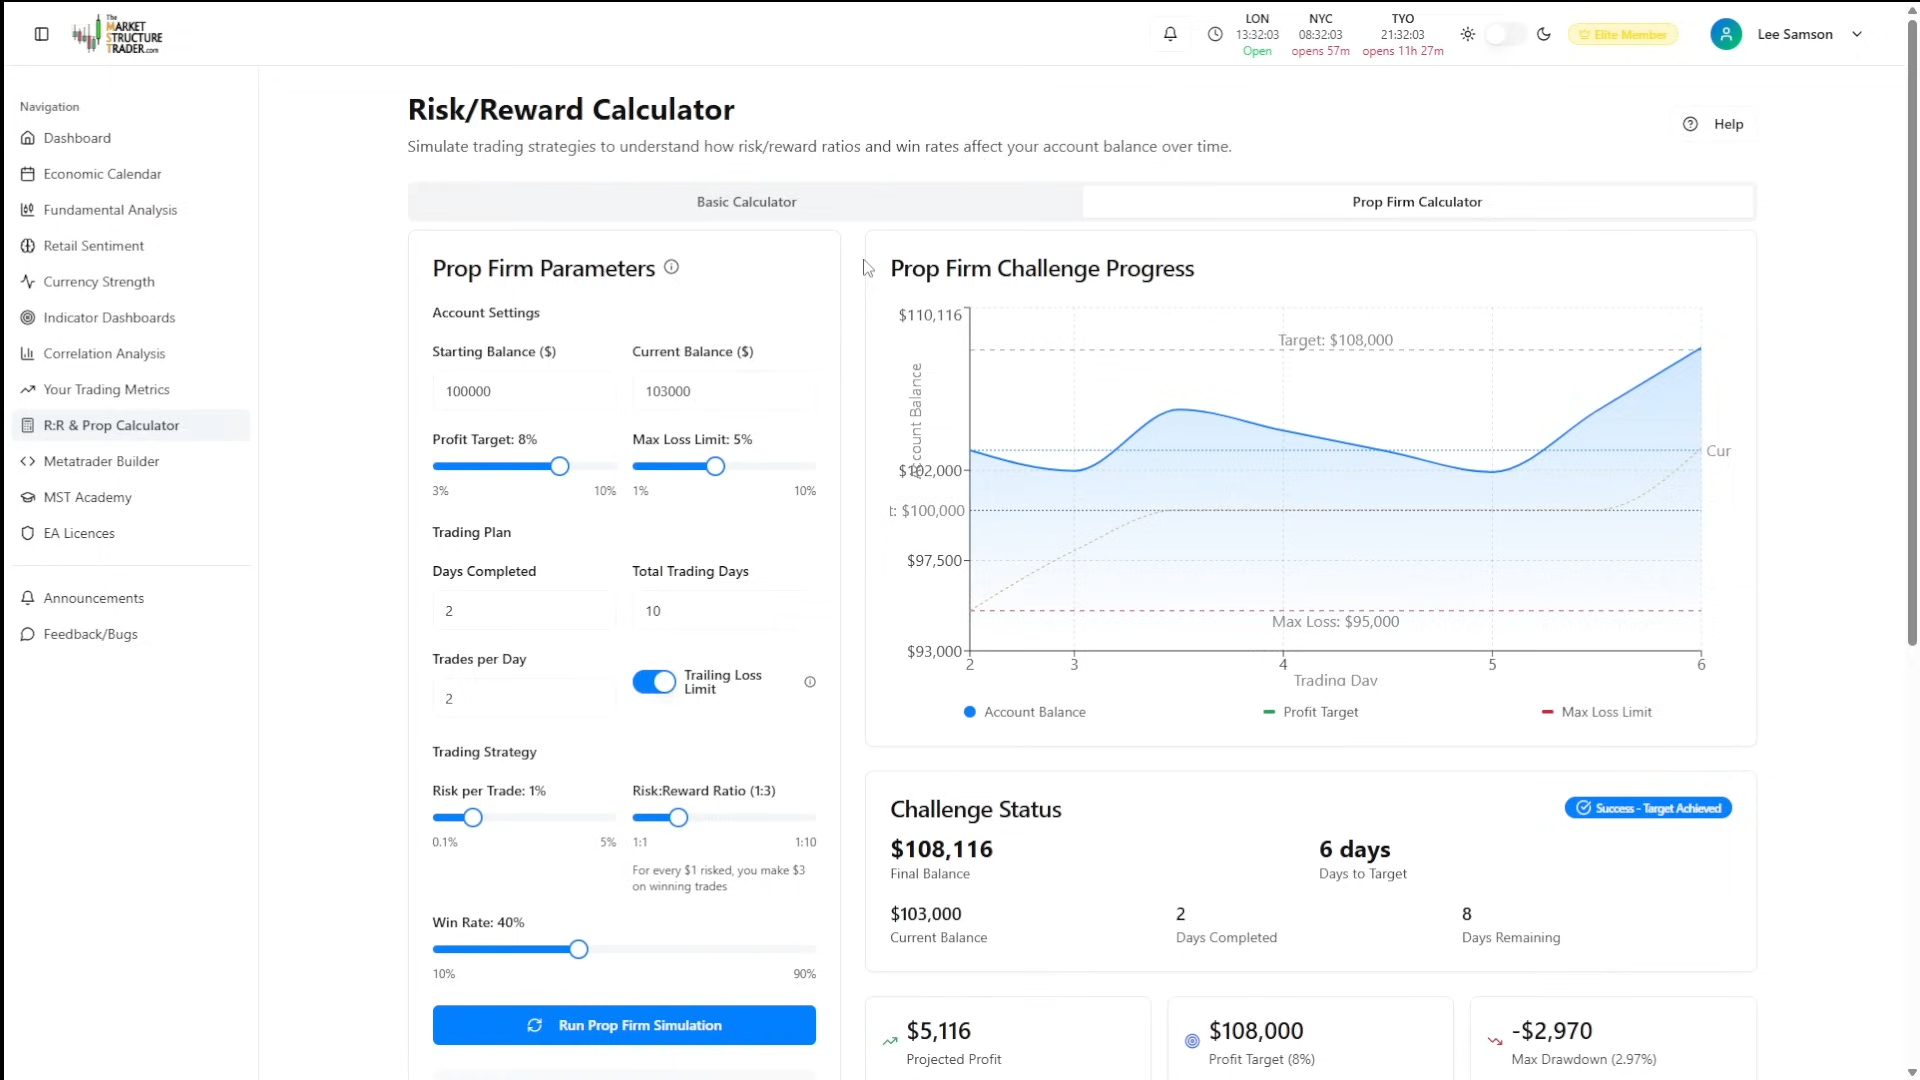 The
MARKET
STRUCTURE
TRADER.com
LON
13:32:03
Open
NYC
08:32:03
opens 57m
TYO
21:32:03
opens 11h 27m
Elite Member
Lee Samson
Navigation
Dashboard
Economic Calendar
Fundamental Analysis
Retail Sentiment
Currency Strength
Indicator Dashboards
Correlation Analysis
Your Trading Metrics
R:R & Prop Calculator
Metatrader Builder
MST Academy
EA Licences
Announcements
Feedback/Bugs
Risk/Reward Calculator
Simulate trading strategies to understand how risk/reward ratios and win rates affect your account balance over time.
Help
Basic Calculator
Prop Firm Calculator
Prop Firm Parameters
Account Settings
Starting Balance ($)
Current Balance ($)
100000
103000
Profit Target: 8%
Max Loss Limit: 5%
3%
10%
1%
10%
Trading Plan
Days Completed
Total Trading Days
2
10
Trades per Day
2
Trailing Loss
Limit
Trading Strategy
Risk per Trade: 1%
Risk:Reward Ratio (1:3)
0.1%
5%
1:1
1:10
For every $1 risked, you make $3
on winning trades
Win Rate: 40%
10%
90%
Run Prop Firm Simulation
Prop Firm Challenge Progress
$110,116
Target: $108,000
Account Balance
Cur
$102,000
t: $100,000
$97,500
Max Loss: $95,000
$93,000
2
3
4
5
6
Trading Day
Account Balance
Profit Target
Max Loss Limit
Challenge Status
Success - Target Achieved
$108,116
Final Balance
6 days
Days to Target
$103,000
Current Balance
2
Days Completed
8
Days Remaining
$5,116
Projected Profit
$108,000
Profit Target (8%)
-$2,970
Max Drawdown (2.97%)